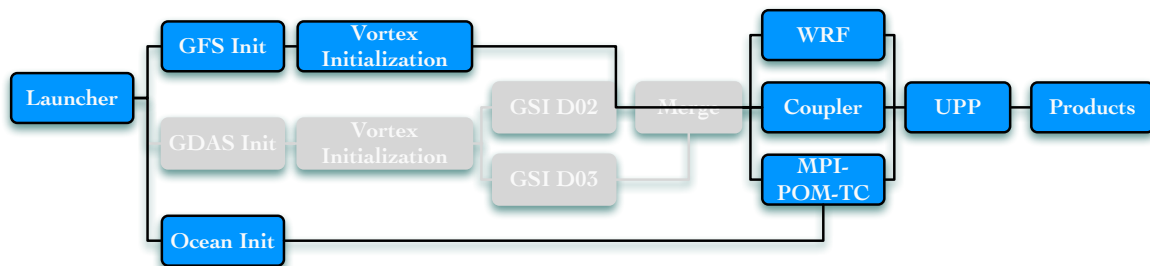 Launcher
GFS Init
Vortex
Initialization
GDAS Init
Vortex
Initialization
GSI D02
GSI D03
Merge
Ocean Init
WRF
Coupler
MPI-
POM-TC
UPP
Products